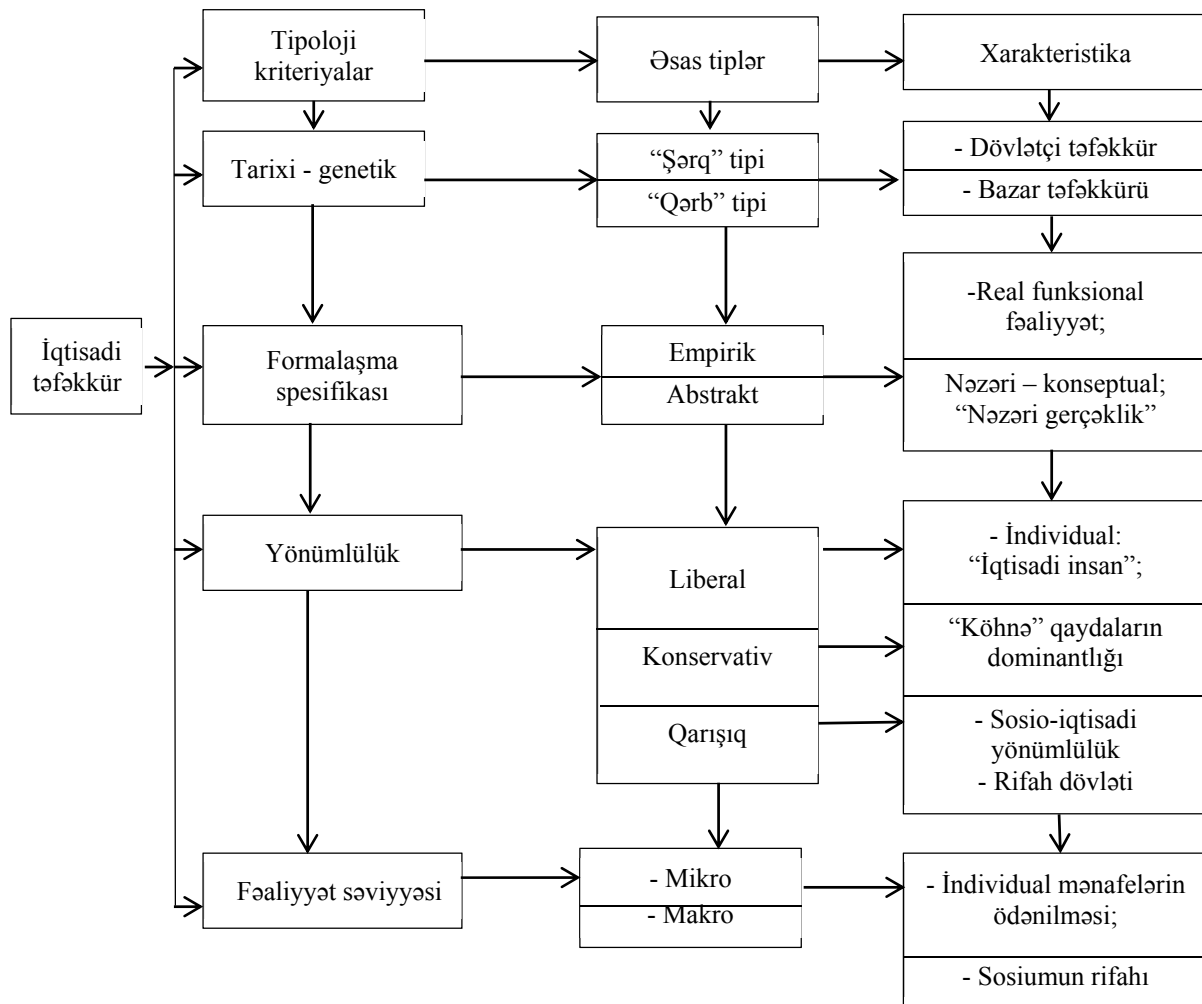 Tipoloji
kriteriyalar
Əsas tiplər
Xarakteristika
Tarixi - genetik
“Şərq” tipi
“Qərb” tipi
- Dövlətçi təfəkkür
- Bazar təfəkkürü
İqtisadi
təfəkkür
Formalaşma
spesifikası
Empirik
Abstrakt
-Real funksional
fəaliyyət;
Nəzəri – konseptual;
“Nəzəri gerçəklik”
Yönümlülük
Liberal
Konservativ
Qarışıq
- İndividual:
“İqtisadi insan”;
“Köhnə” qaydaların
dominantlığı
- Sosio-iqtisadi
yönümlülük
- Rifah dövləti
Fəaliyyət səviyyəsi
- Mikro
- Makro
- İndividual mənafelərin
ödənilməsi;
- Sosiumun rifahı